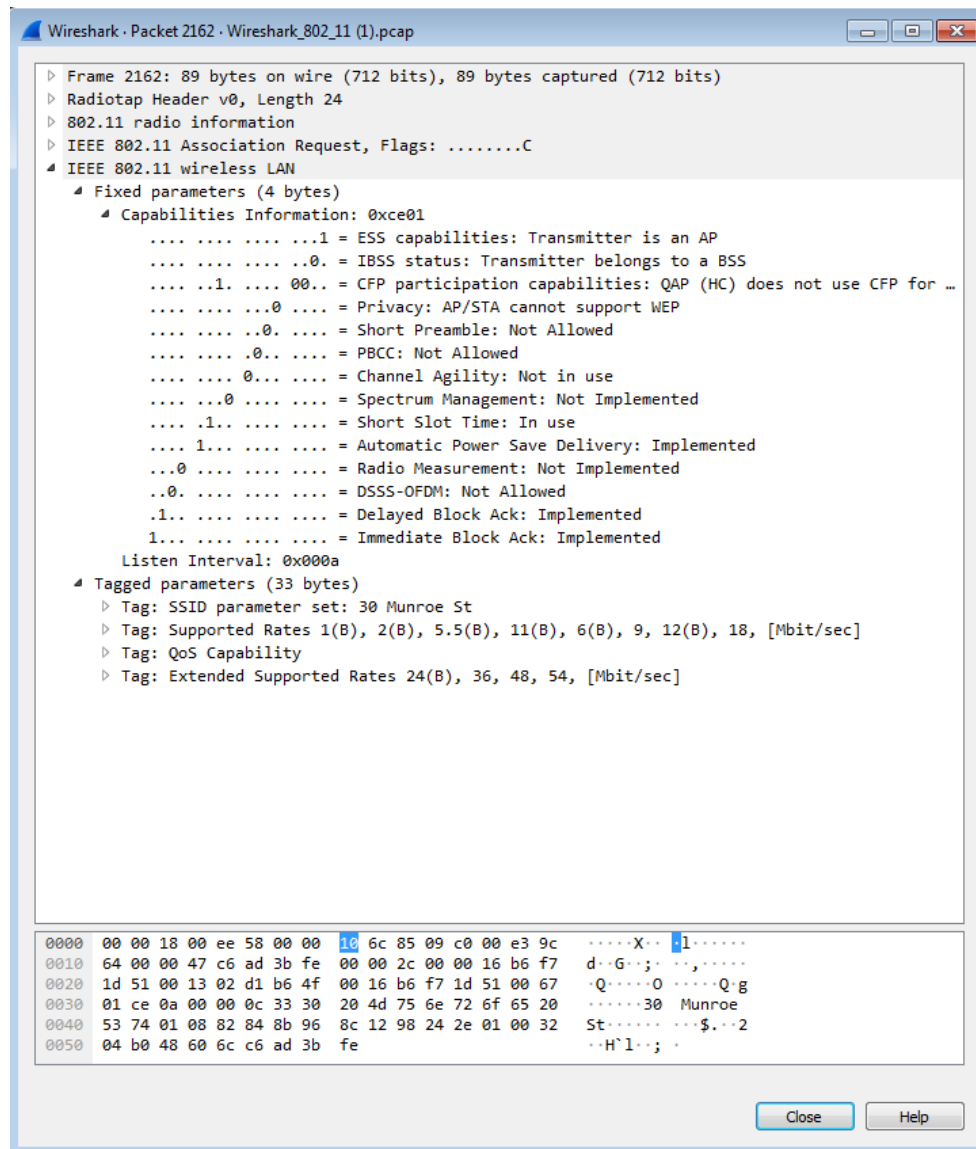 Wireshark · Packet 2162 · Wireshark_802_11 (1).pcap
Frame 2162: 89 bytes on wire (712 bits), 89 bytes captured (712 bits)
Radiotap Header v0, Length 24
802.11 radio information
IEEE 802.11 Association Request, Flags: ........C
IEEE 802.11 wireless LAN
Fixed parameters (4 bytes)
Capabilities Information: 0xce01
.... .... .... ...1 = ESS capabilities: Transmitter is an AP
.... .... .... ..0. = IBSS status: Transmitter belongs to a BSS
.... ..1. .... 00.. = CFP participation capabilities: QAP (HC) does not use CFP for …
.... .... ...0 .... = Privacy: AP/STA cannot support WEP
.... .... ..0. .... = Short Preamble: Not Allowed
.... .... .0.. .... = PBCC: Not Allowed
.... .... 0... .... = Channel Agility: Not in use
.... ...0 .... .... = Spectrum Management: Not Implemented
.... .1.. .... .... = Short Slot Time: In use
.... 1... .... .... = Automatic Power Save Delivery: Implemented
...0 .... .... .... = Radio Measurement: Not Implemented
..0. .... .... .... = DSSS-OFDM: Not Allowed
.1.. .... .... .... = Delayed Block Ack: Implemented
1... .... .... .... = Immediate Block Ack: Implemented
Listen Interval: 0x000a
Tagged parameters (33 bytes)
Tag: SSID parameter set: 30 Munroe St
Tag: Supported Rates 1(B), 2(B), 5.5(B), 11(B), 6(B), 9, 12(B), 18, [Mbit/sec]
Tag: QoS Capability
Tag: Extended Supported Rates 24(B), 36, 48, 54, [Mbit/sec]
0000 00 00 18 00 ee 58 00 00 10 6c 85 09 c0 00 e3 9c ·····X·· ·l······
0010 64 00 00 47 c6 ad 3b fe 00 00 2c 00 00 16 b6 f7 d··G··;· ··,·····
0020 1d 51 00 13 02 d1 b6 4f 00 16 b6 f7 1d 51 00 67 ·Q·····O ·····Q·g
0030 01 ce 0a 00 00 0c 33 30 20 4d 75 6e 72 6f 65 20 ······30 Munroe
0040 53 74 01 08 82 84 8b 96 8c 12 98 24 2e 01 00 32 St······ ···$.··2
0050 04 b0 48 60 6c c6 ad 3b fe ··H`l··; ·
Close Help